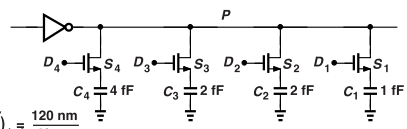 P
D4 S4 D3 S3 D2 S2 D1 S1
C4 4 fF C3 2 fF C2 2 fF C1 1 fF
= 120 nm